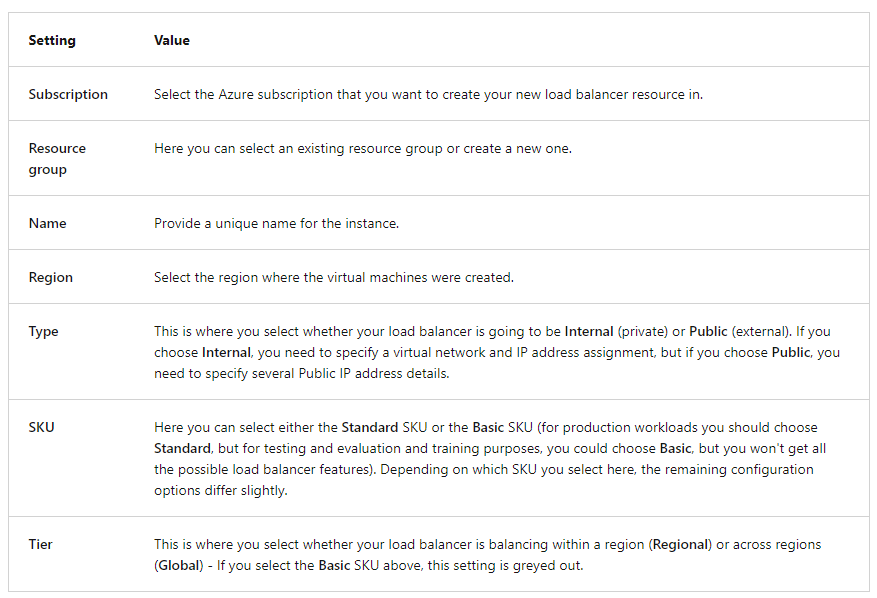 Setting Value
Subscription Select the Azure subscription that you want to create your new load balancer resource in.
Resource group Here you can select an existing resource group or create a new one.
Name Provide a unique name for the instance.
Region Select the region where the virtual machines were created.
Type This is where you select whether your load balancer is going to be Internal (private) or Public (external). If you
choose Internal, you need to specify a virtual network and IP address assignment, but if you choose Public, you
need to specify several Public IP address details.
SKU Here you can select either the Standard SKU or the Basic SKU (for production workloads you should choose
Standard, but for testing and evaluation and training purposes, you could choose Basic, but you won't get all
the possible load balancer features). Depending on which SKU you select here, the remaining configuration
options differ slightly.
Tier This is where you select whether your load balancer is balancing within a region (Regional) or across regions
(Global) - If you select the Basic SKU above, this setting is greyed out.